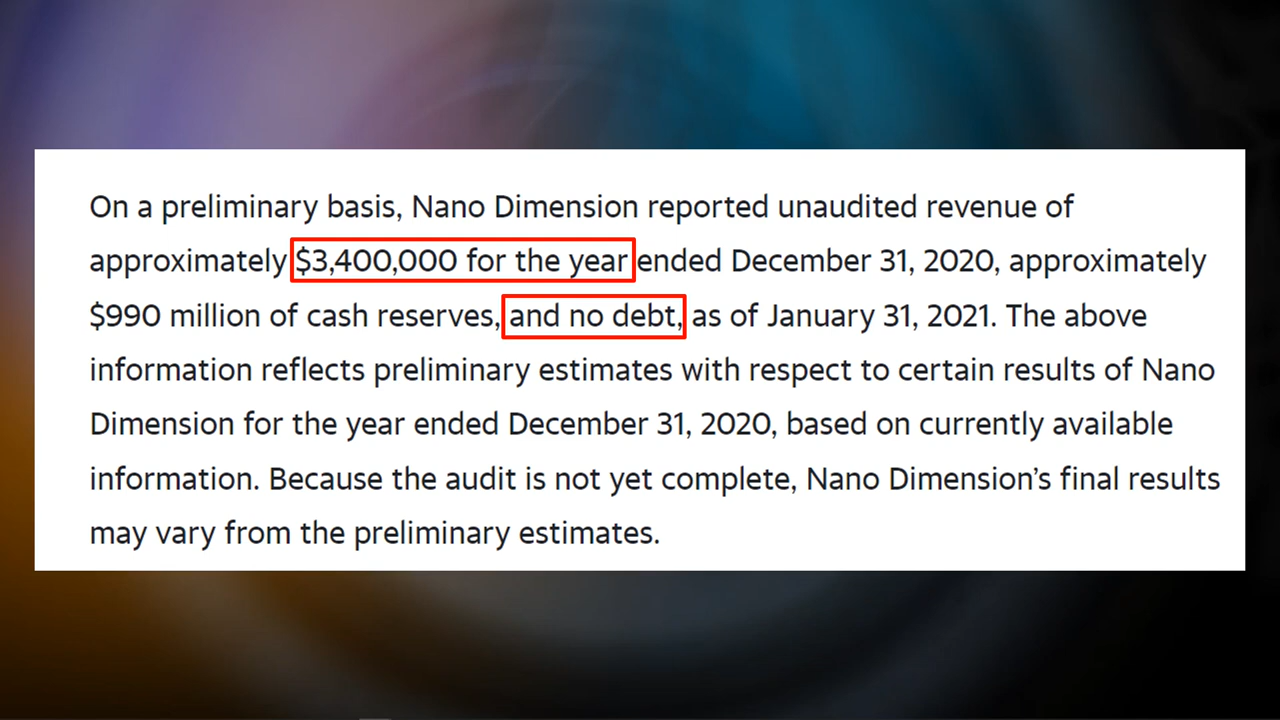 On a preliminary basis, Nano Dimension reported unaudited revenue of
approximately $3,400,000 for the year ended December 31, 2020, approximately
$990 million of cash reserves, and no debt, as of January 31, 2021. The above
information reflects preliminary estimates with respect to certain results of Nano
Dimension for the year ended December 31, 2020, based on currently available
information. Because the audit is not yet complete, Nano Dimension’s final results
may vary from the preliminary estimates.